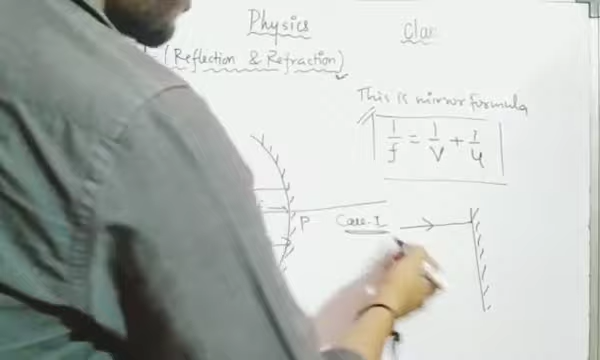 Physics
(Reflection & Refraction)
This is mirror formula
1/f = 1/v + 1/u
P
Case-I